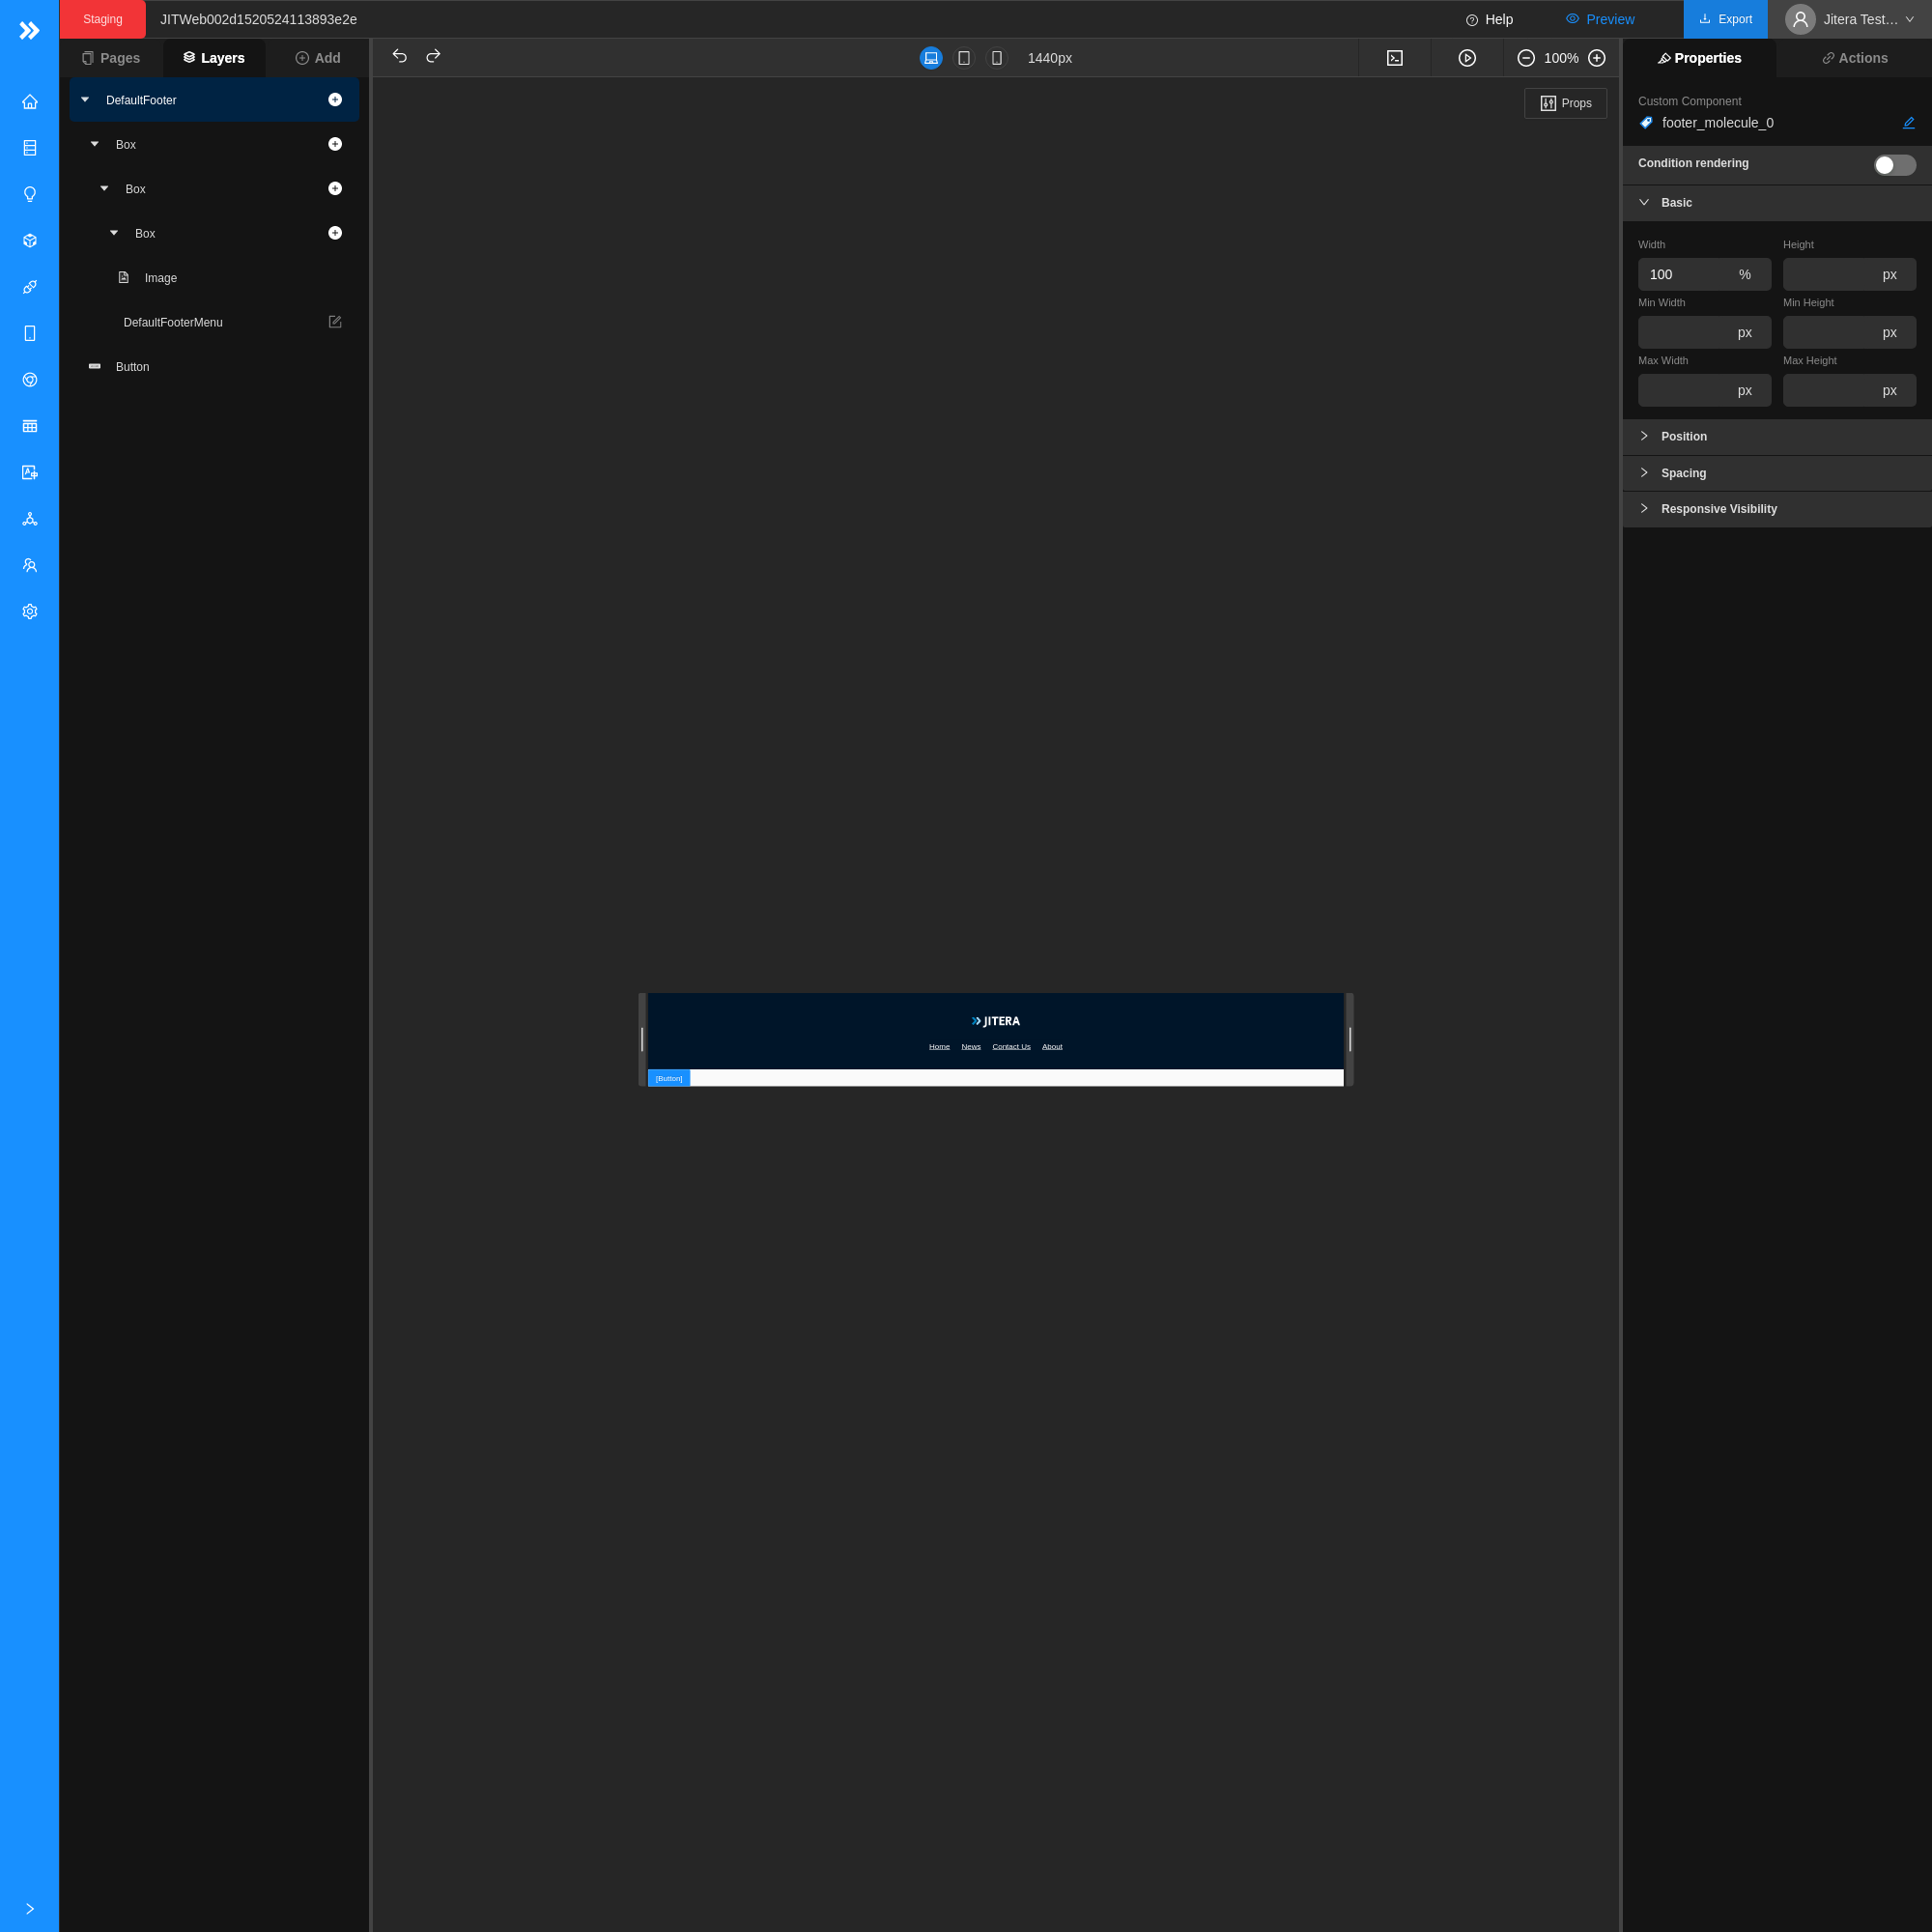 Staging JITWeb002d1520524113893e2e Help Preview Export Jitera Test…
Pages Layers Add
1440px
100%
Properties Actions
DefaultFooter
Box
Box
Box
Image
DefaultFooterMenu
Button
Props
JITERA
Home News Contact Us About
[Button]
Custom Component
footer_molecule_0
Condition rendering
Basic
Width Height
100 % px
Min Width Min Height
px px
Max Width Max Height
px px
Position
Spacing
Responsive Visibility